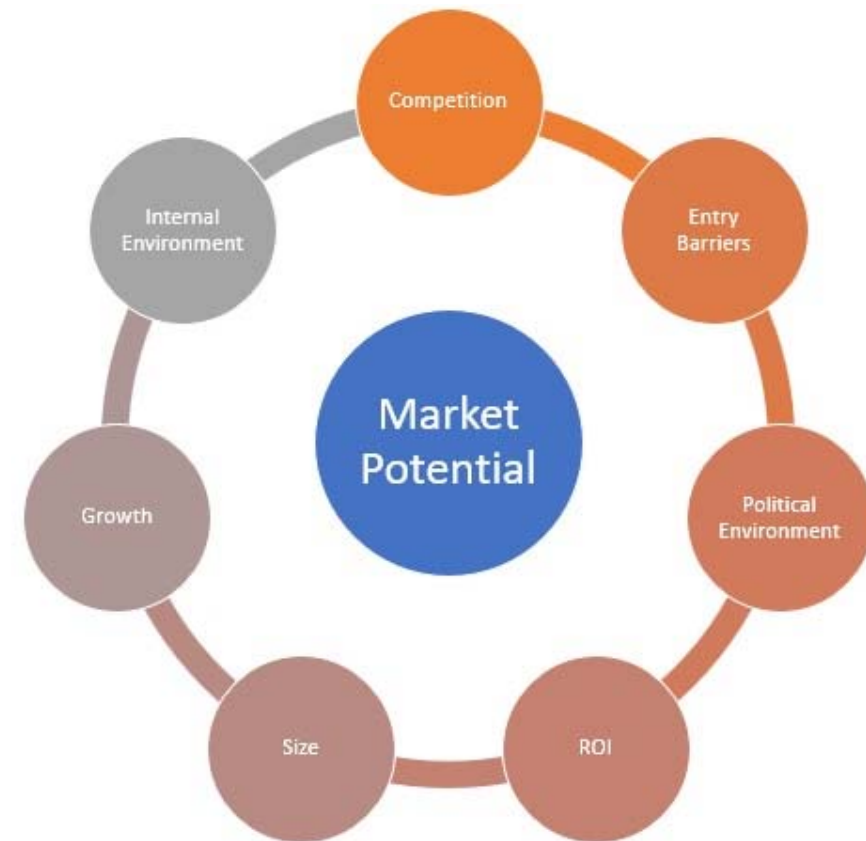 Competition
Entry
Barriers
Political
Environment
ROI
Size
Growth
Internal
Environment
Market
Potential